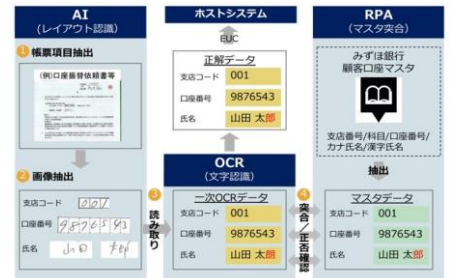 AI
(レイアウト認識)
1 帳票項目抽出
(例)口座振替依頼書等
2 画像抽出
支店コード 001
口座番号 9876543
氏名 山田 太郎
3 読み取り
ホストシステム
EUC
正解データ
支店コード 001
口座番号 9876543
氏名 山田 太郎
OCR
(文字認識)
一次OCRデータ
支店コード 001
口座番号 9876543
氏名 山田 太郎
4 突合/正否確認
RPA
(マスタ突合)
みずほ銀行
顧客口座マスタ
支店番号/科目/口座番号/
カナ氏名/漢字氏名
抽出
マスタデータ
支店コード 001
口座番号 9876543
氏名 山田 太郎